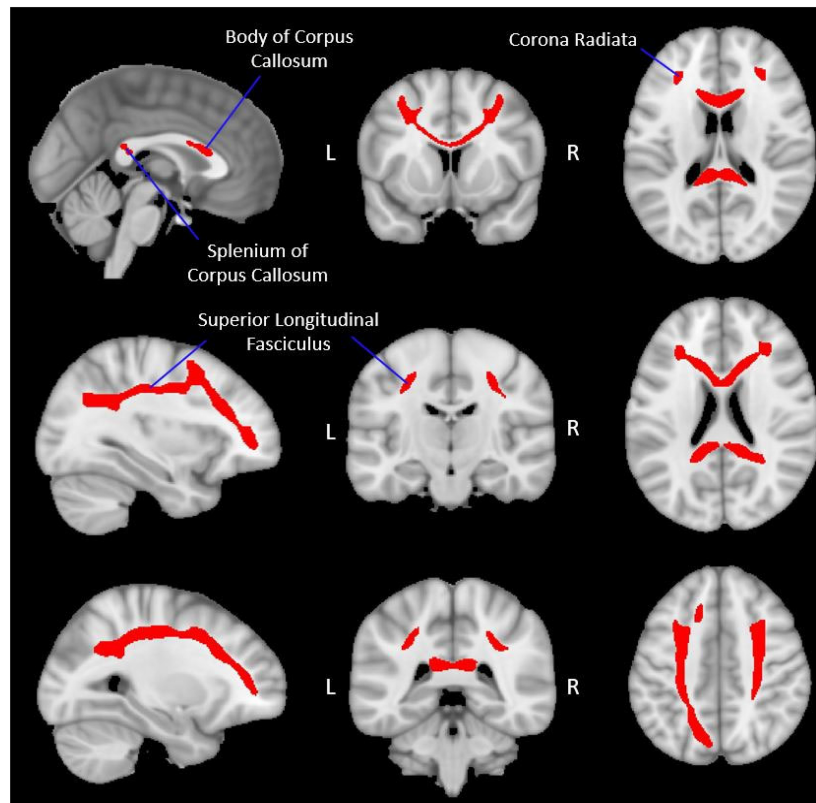 Body of Corpus
Callosum
Corona Radiata
L
R
Splenium of
Corpus Callosum
Superior Longitudinal
Fasciculus
L
R
L
R